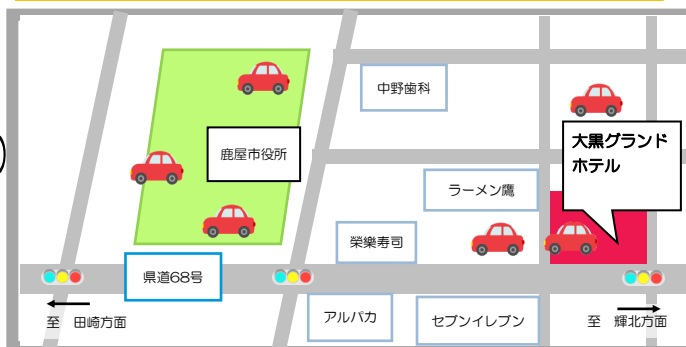 中野歯科
大黒グランド
ホテル
鹿屋市役所
ラーメン鷹
榮樂寿司
県道68号
至 田崎方面
アルパカ
セブンイレブン
至 輝北方面